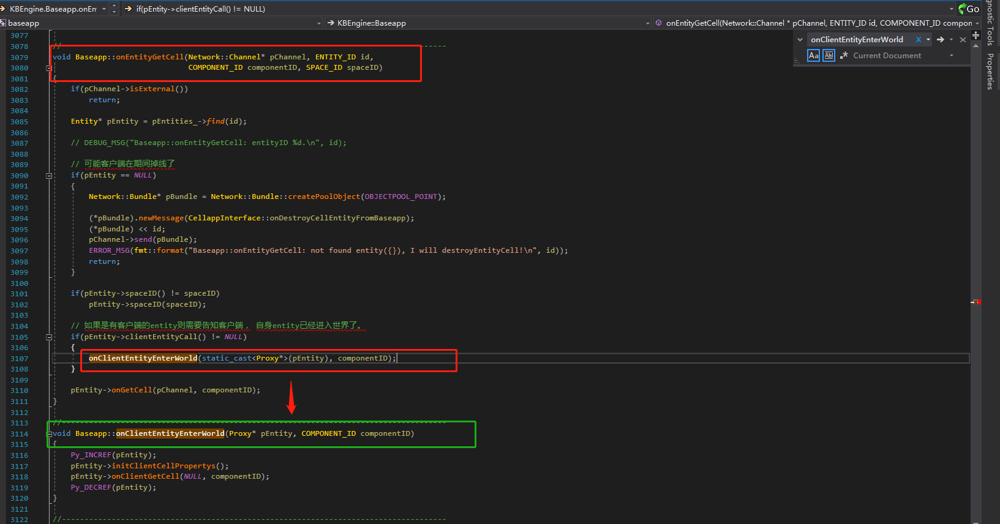 KBEngine.Baseapp.onEn if(pEntity->clientEntityCall() != NULL) Go
baseapp KBEngine::Baseapp onEntityGetCell(Network::Channel * pChannel, ENTITY_ID id, COMPONENT_ID compon
gnostic Tools
Properties
onClientEntityEnterWorld
Aa Abl .* Current Document
3077
3078 //---
3079 void Baseapp::onEntityGetCell(Network::Channel* pChannel, ENTITY_ID id,
3080 COMPONENT_ID componentID, SPACE_ID spaceID)
3081 {
3082 if(pChannel->isExternal())
3083 return;
3084
3085 Entity* pEntity = pEntities_->find(id);
3086
3087 // DEBUG_MSG("Baseapp::onEntityGetCell: entityID %d.\n", id);
3088
3089 // 可能客户端在期间掉线了
3090 if(pEntity == NULL)
3091 {
3092 Network::Bundle* pBundle = Network::Bundle::createPoolObject(OBJECTPOOL_POINT);
3093
3094 (*pBundle).newMessage(CellappInterface::onDestroyCellEntityFromBaseapp);
3095 (*pBundle) << id;
3096 pChannel->send(pBundle);
3097 ERROR_MSG(fmt::format("Baseapp::onEntityGetCell: not found entity({}), I will destroyEntityCell!\n", id));
3098 return;
3099 }
3100
3101 if(pEntity->spaceID() != spaceID)
3102 pEntity->spaceID(spaceID);
3103
3104 // 如果是有客户端的entity则需要告知客户端， 自身entity已经进入世界了。
3105 if(pEntity->clientEntityCall() != NULL)
3106 {
3107 onClientEntityEnterWorld(static_cast<Proxy*>(pEntity), componentID);
3108 }
3109
3110 pEntity->onGetCell(pChannel, componentID);
3111 }
3112
3113 //-------------------------------------------------------------------------------------
3114 void Baseapp::onClientEntityEnterWorld(Proxy* pEntity, COMPONENT_ID componentID)
3115 {
3116 Py_INCREF(pEntity);
3117 pEntity->initClientCellPropertys();
3118 pEntity->onClientGetCell(NULL, componentID);
3119 Py_DECREF(pEntity);
3120 }
3121
3122 //-------------------------------------------------------------------------------------